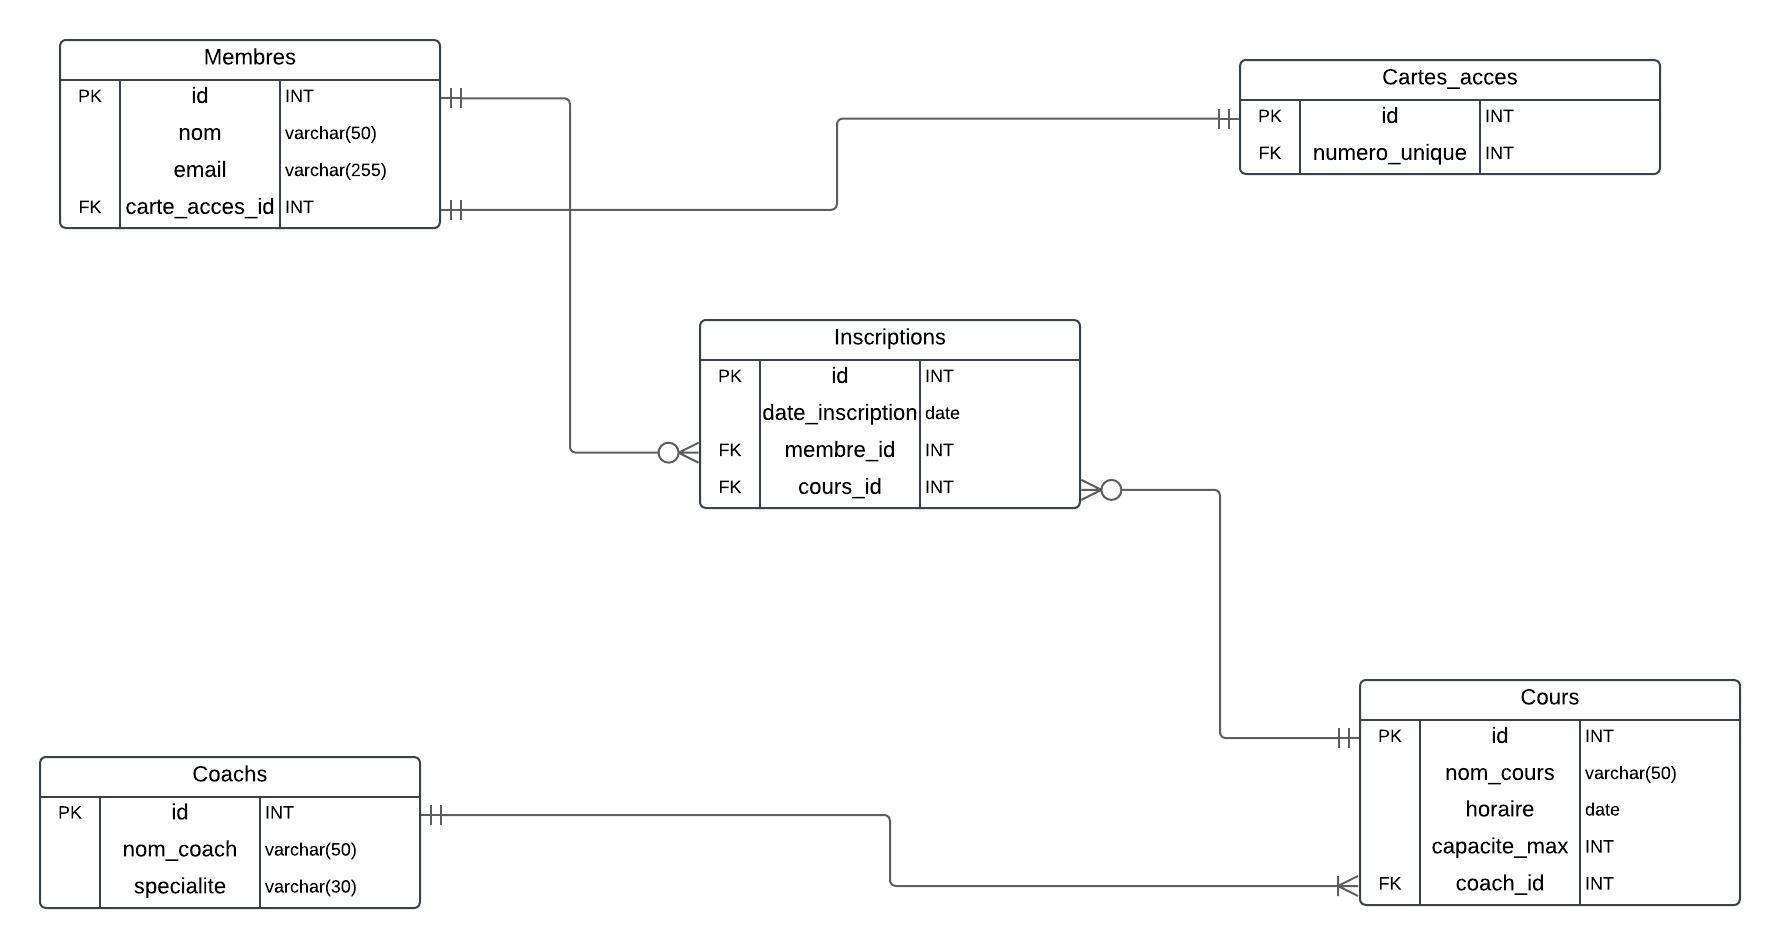 Membres
PK id INT
nom varchar(50)
email varchar(255)
FK carte_acces_id INT
Cartes_acces
PK id INT
FK numero_unique INT
Inscriptions
PK id INT
date_inscription date
FK membre_id INT
FK cours_id INT
Cours
PK id INT
nom_cours varchar(50)
horaire date
capacite_max INT
FK coach_id INT
Coachs
PK id INT
nom_coach varchar(50)
specialite varchar(30)